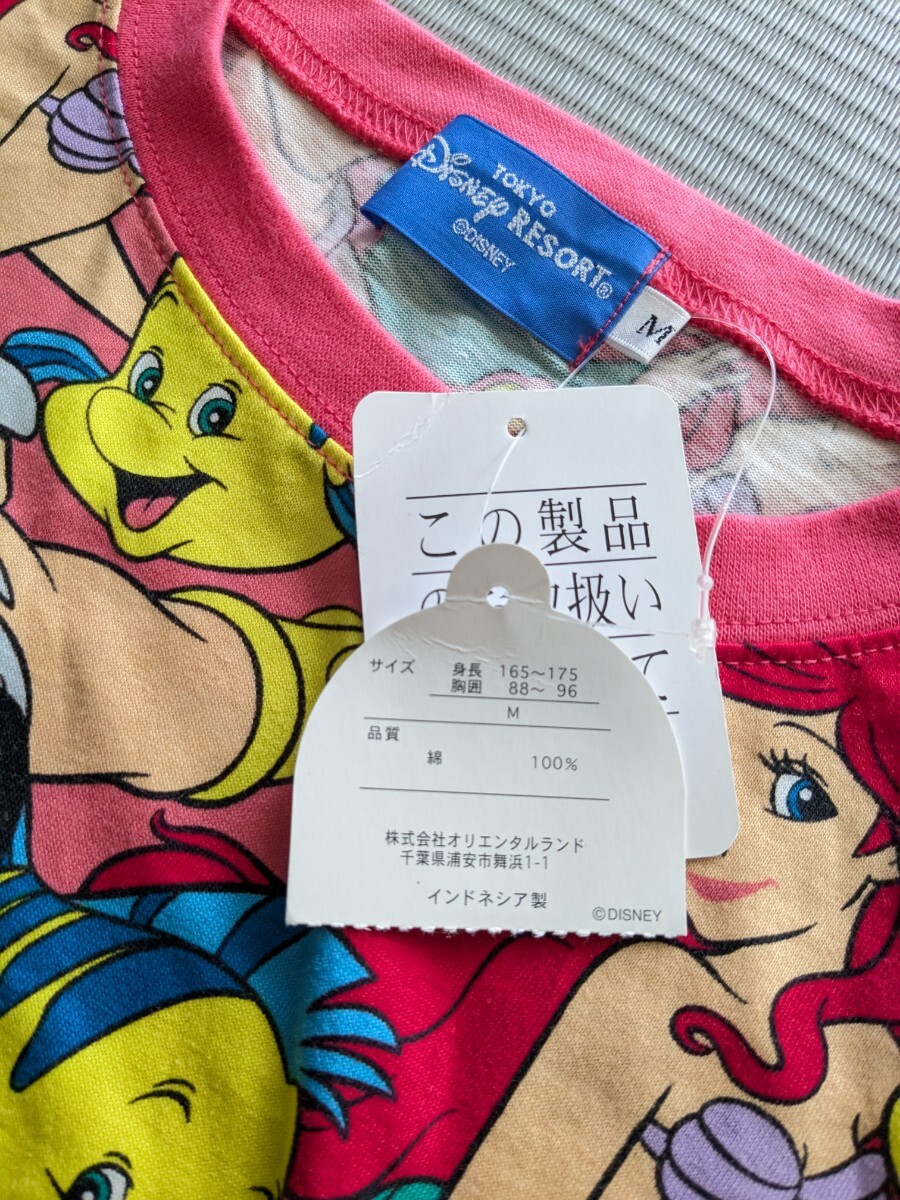 TOKYO
DISNEY RESORT®
©DISNEY
M
この製品
扱い
て
サイズ 身長 165～175
胸囲 88～ 96
M
品質
綿 100%
株式会社オリエンタルランド
千葉県浦安市舞浜1-1
インドネシア製
©DISNEY